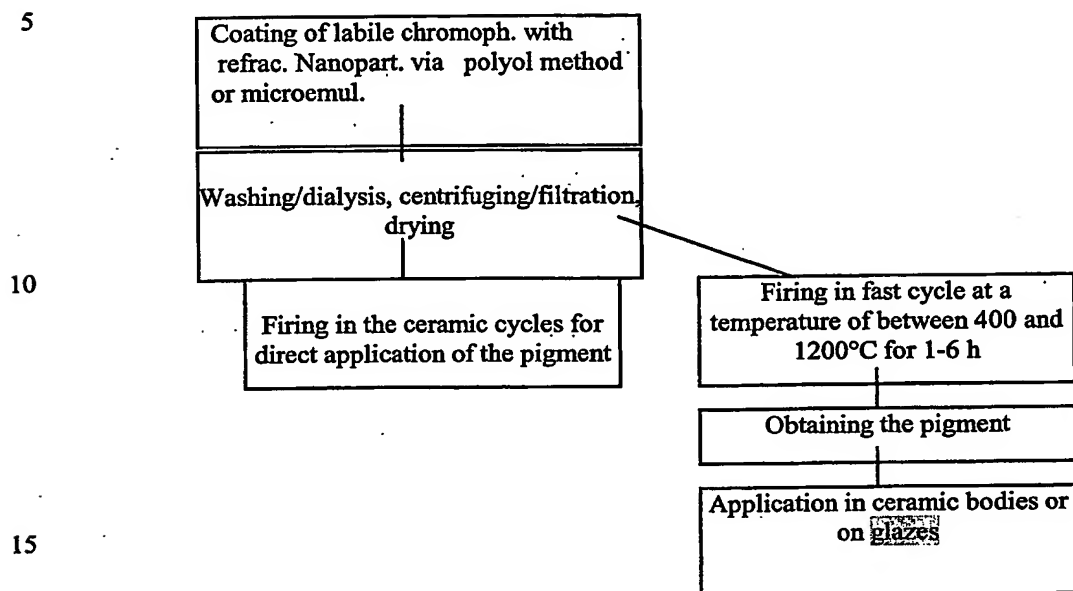 5
Coating of labile chromoph. with
refrac. Nanopart. via polyol method
or microemul.
Washing/dialysis, centrifuging/filtration,
drying
10
Firing in the ceramic cycles for
direct application of the pigment
Firing in fast cycle at a
temperature of between 400 and
1200°C for 1-6 h
Obtaining the pigment
Application in ceramic bodies or
on glazes
15